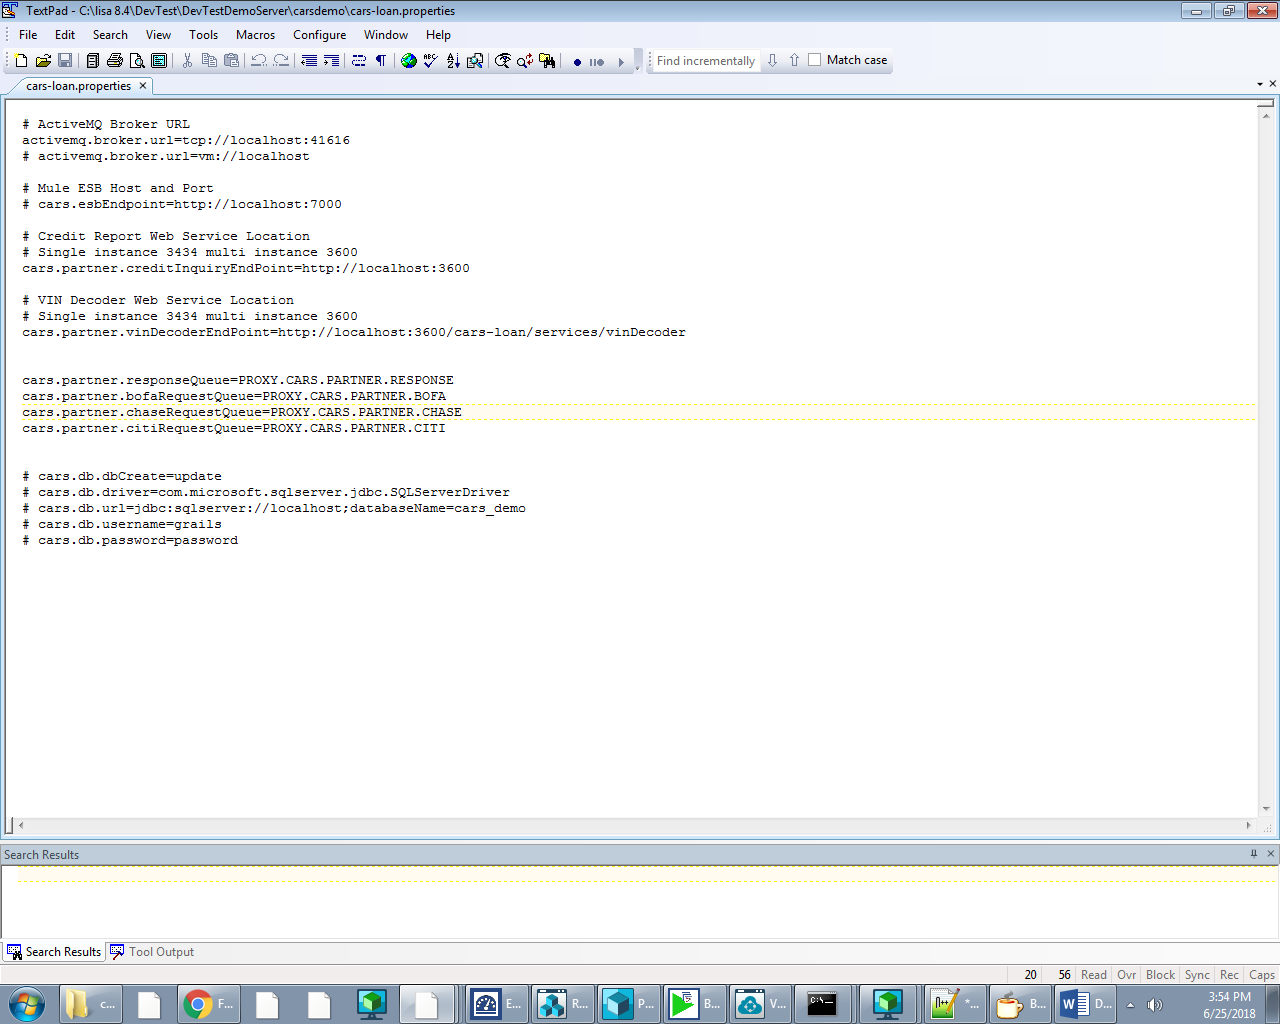 TextPad - C:\lisa 8.4\DevTest\DevTestDemoServer\carsdemo\cars-loan.properties
File Edit Search View Tools Macros Configure Window Help
Find incrementally Match case
cars-loan.properties
# ActiveMQ Broker URL
activemq.broker.url=tcp://localhost:41616
# activemq.broker.url=vm://localhost
# Mule ESB Host and Port
# cars.esbEndpoint=http://localhost:7000
# Credit Report Web Service Location
# Single instance 3434 multi instance 3600
cars.partner.creditInquiryEndPoint=http://localhost:3600
# VIN Decoder Web Service Location
# Single instance 3434 multi instance 3600
cars.partner.vinDecoderEndPoint=http://localhost:3600/cars-loan/services/vinDecoder
cars.partner.responseQueue=PROXY.CARS.PARTNER.RESPONSE
cars.partner.bofaRequestQueue=PROXY.CARS.PARTNER.BOFA
cars.partner.chaseRequestQueue=PROXY.CARS.PARTNER.CHASE
cars.partner.citiRequestQueue=PROXY.CARS.PARTNER.CITI
# cars.db.dbCreate=update
# cars.db.driver=com.microsoft.sqlserver.jdbc.SQLServerDriver
# cars.db.url=jdbc:sqlserver://localhost;databaseName=cars_demo
# cars.db.username=grails
# cars.db.password=password
Search Results
Search Results Tool Output
20 56 Read Ovr Block Sync Rec Caps
c... F... E... R... P... B... V... *... B... D... 3:54 PM
6/25/2018